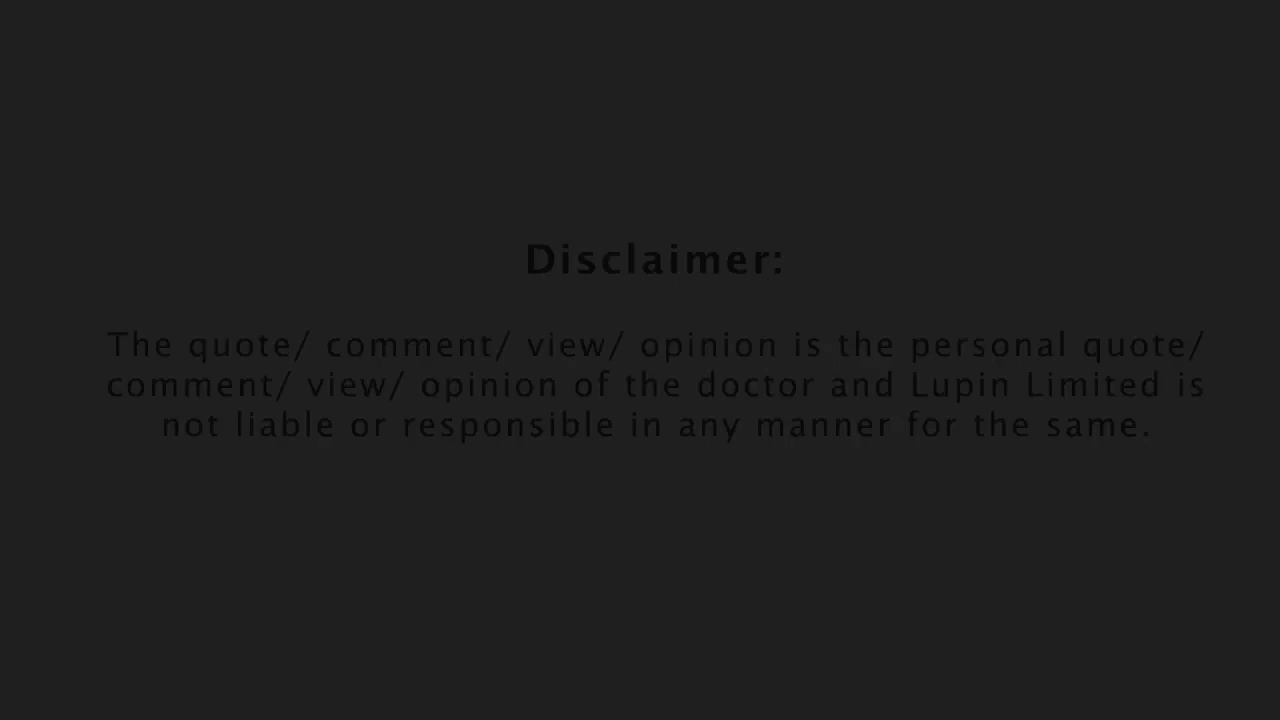 Disclaimer:
The quote/ comment/ view/ opinion is the personal quote/
comment/ view/ opinion of the doctor and Lupin Limited is
not liable or responsible in any manner for the same.